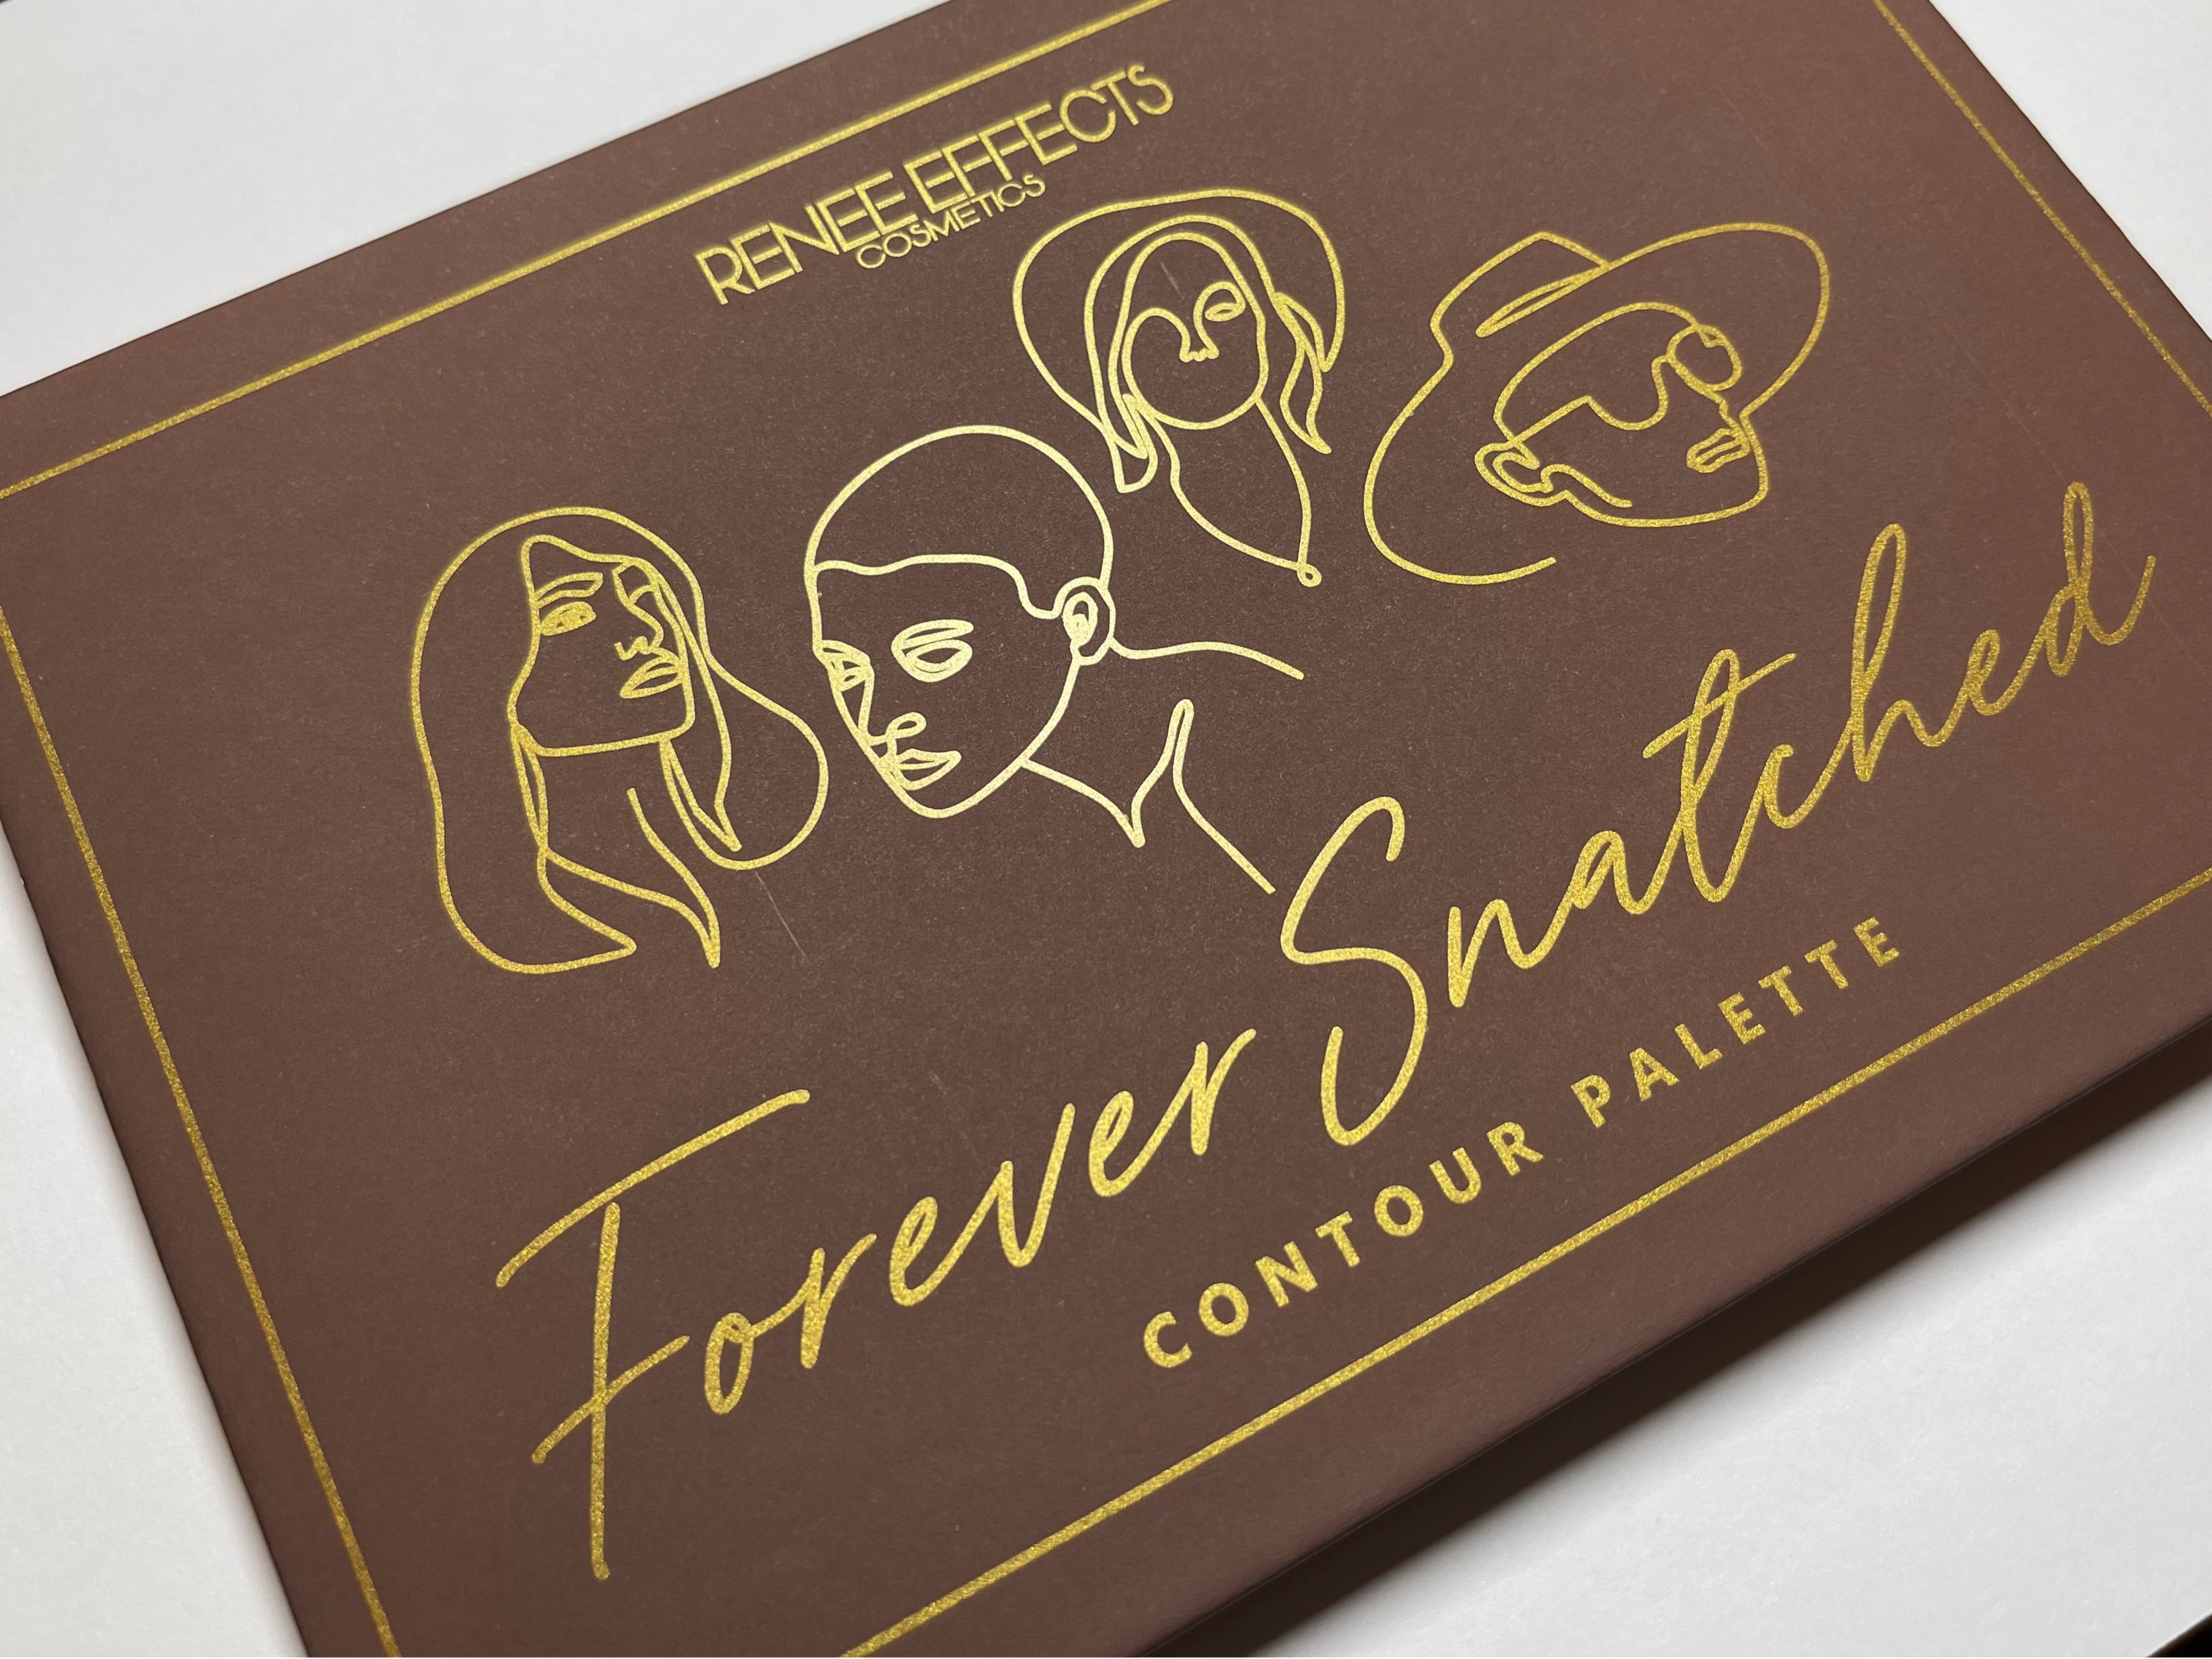 RENEE EFFECTS
COSMETICS
Forever Snatched
CONTOUR PALETTE